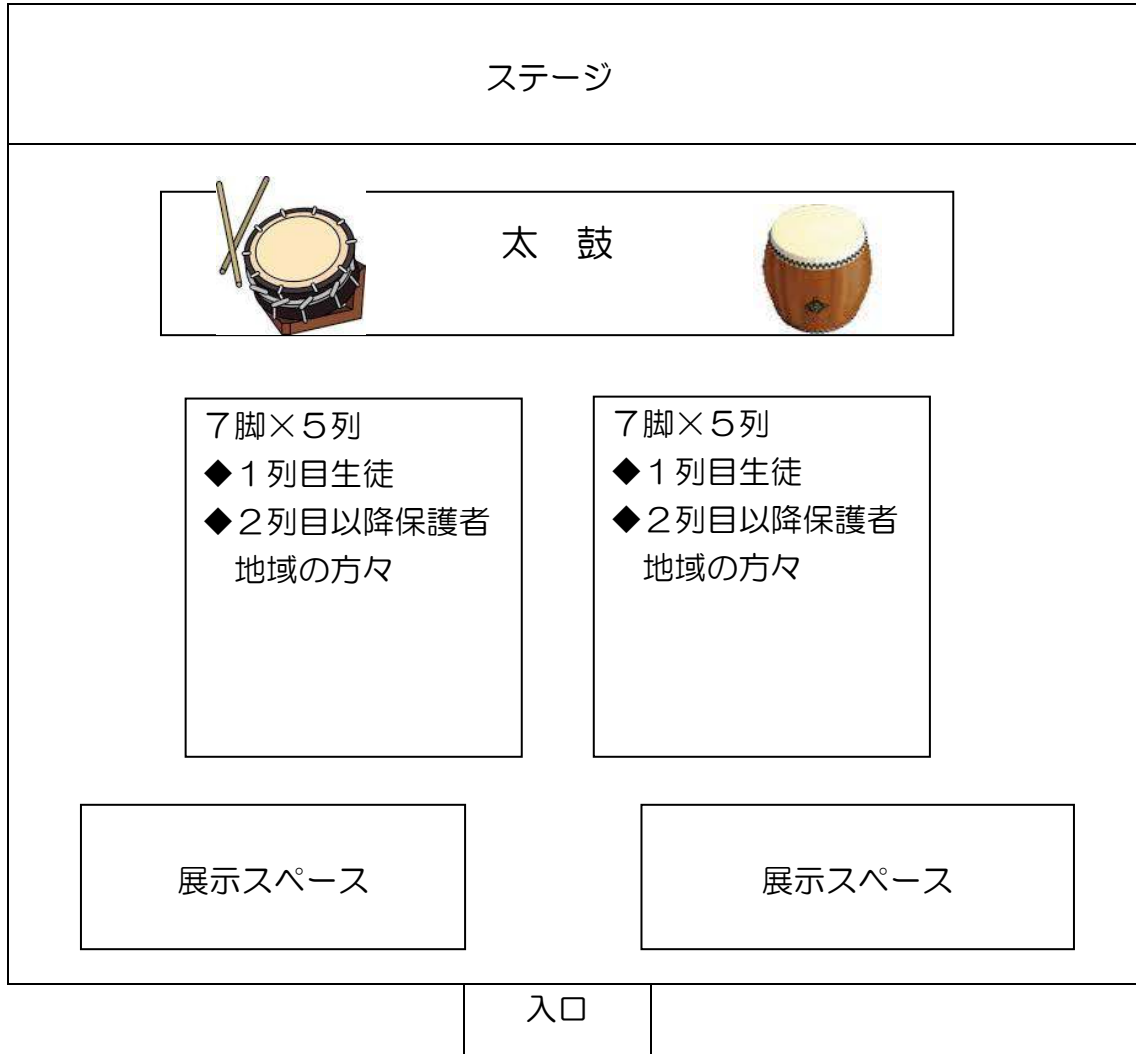 ステージ
太　鼓
７脚×５列
◆１列目生徒
◆２列目以降保護者
地域の方々
７脚×５列
◆１列目生徒
◆２列目以降保護者
地域の方々
展示スペース
展示スペース
入口